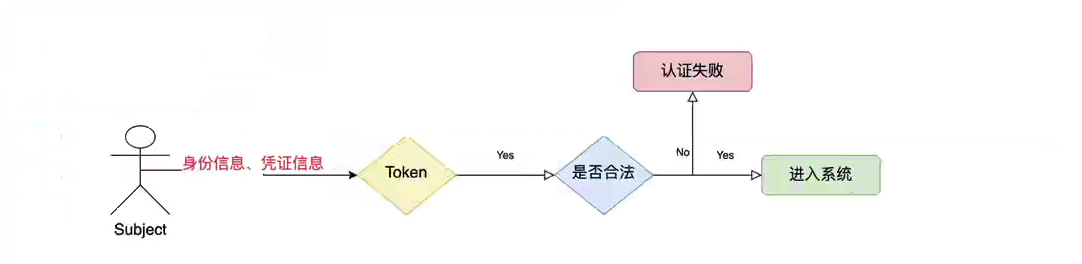 认证失败
身份信息、凭证信息
Token
Yes
是否合法
No
Yes
进入系统
Subject